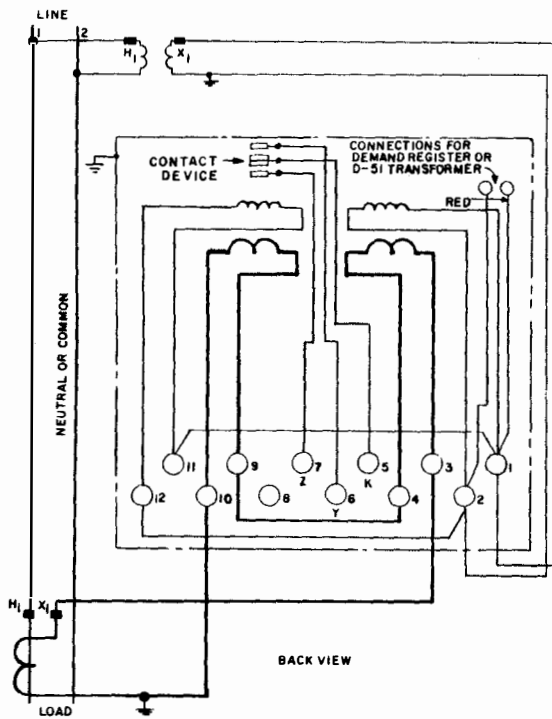 LINE
1 2
H1 X1
CONTACT DEVICE
CONNECTIONS FOR
DEMAND REGISTER OR
D-51 TRANSFORMER
RED
NEUTRAL OR COMMON
11 9 7 5 3 1
Z K
12 10 8 6 4 2
Y
H1 X1
BACK VIEW
LOAD